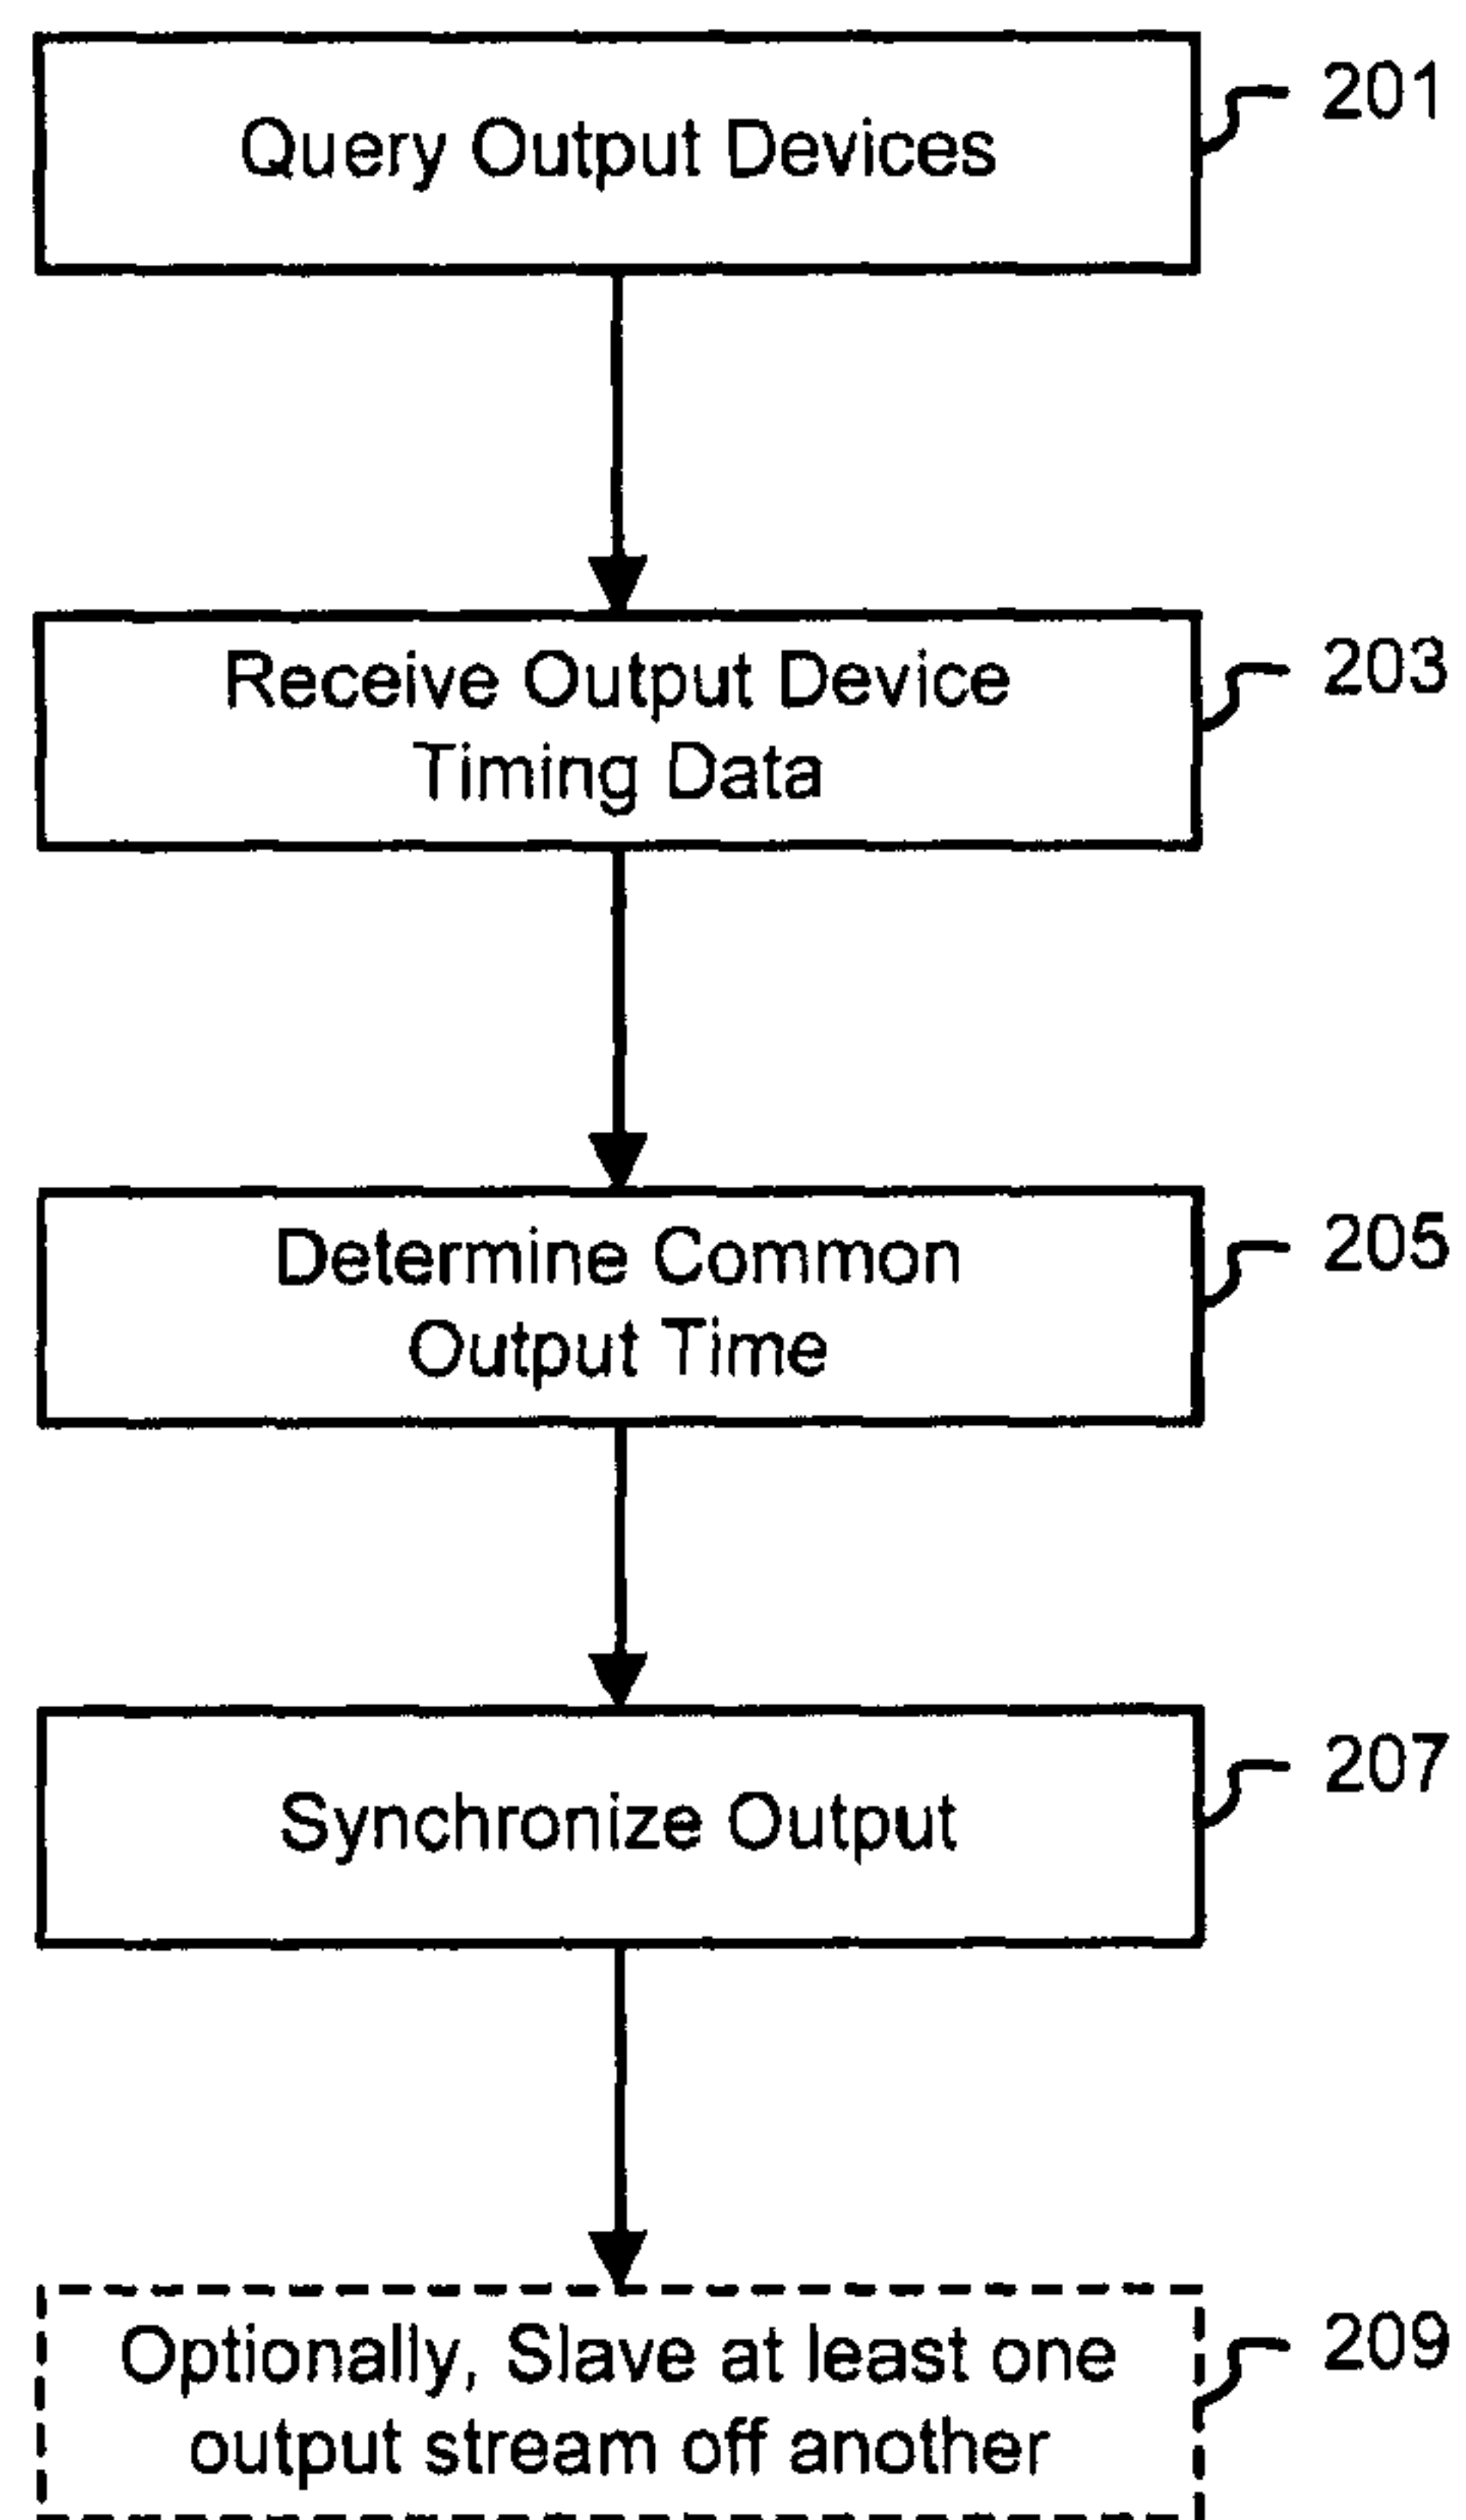 Query Output Devices
201
Receive Output Device
Timing Data
203
Determine Common
Output Time
205
Synchronize Output
207
Optionally, Slave at least one
output stream off another
209